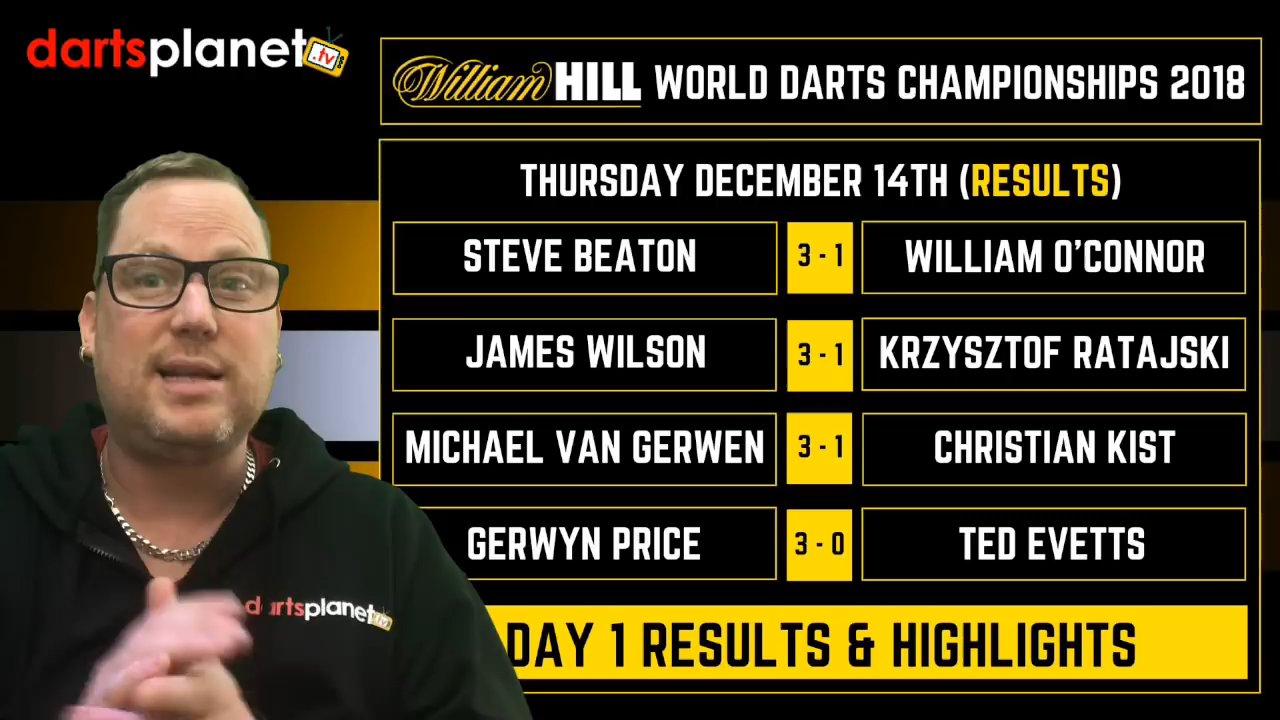 dartsplanet.tv
William HILL WORLD DARTS CHAMPIONSHIPS 2018
THURSDAY DECEMBER 14TH (RESULTS)
STEVE BEATON 3 - 1 WILLIAM O'CONNOR
JAMES WILSON 3 - 1 KRZYSZTOF RATAJSKI
MICHAEL VAN GERWEN 3 - 1 CHRISTIAN KIST
GERWYN PRICE 3 - 0 TED EVETTS
dartsplanet.tv
DAY 1 RESULTS & HIGHLIGHTS